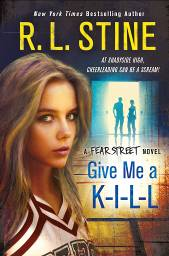 New York Times Bestselling Author
R. L. STINE
AT SHADYSIDE HIGH,
CHEERLEADING CAN BE A SCREAM!
A FEAR STREET NOVEL
Give Me a
K-I-L-L